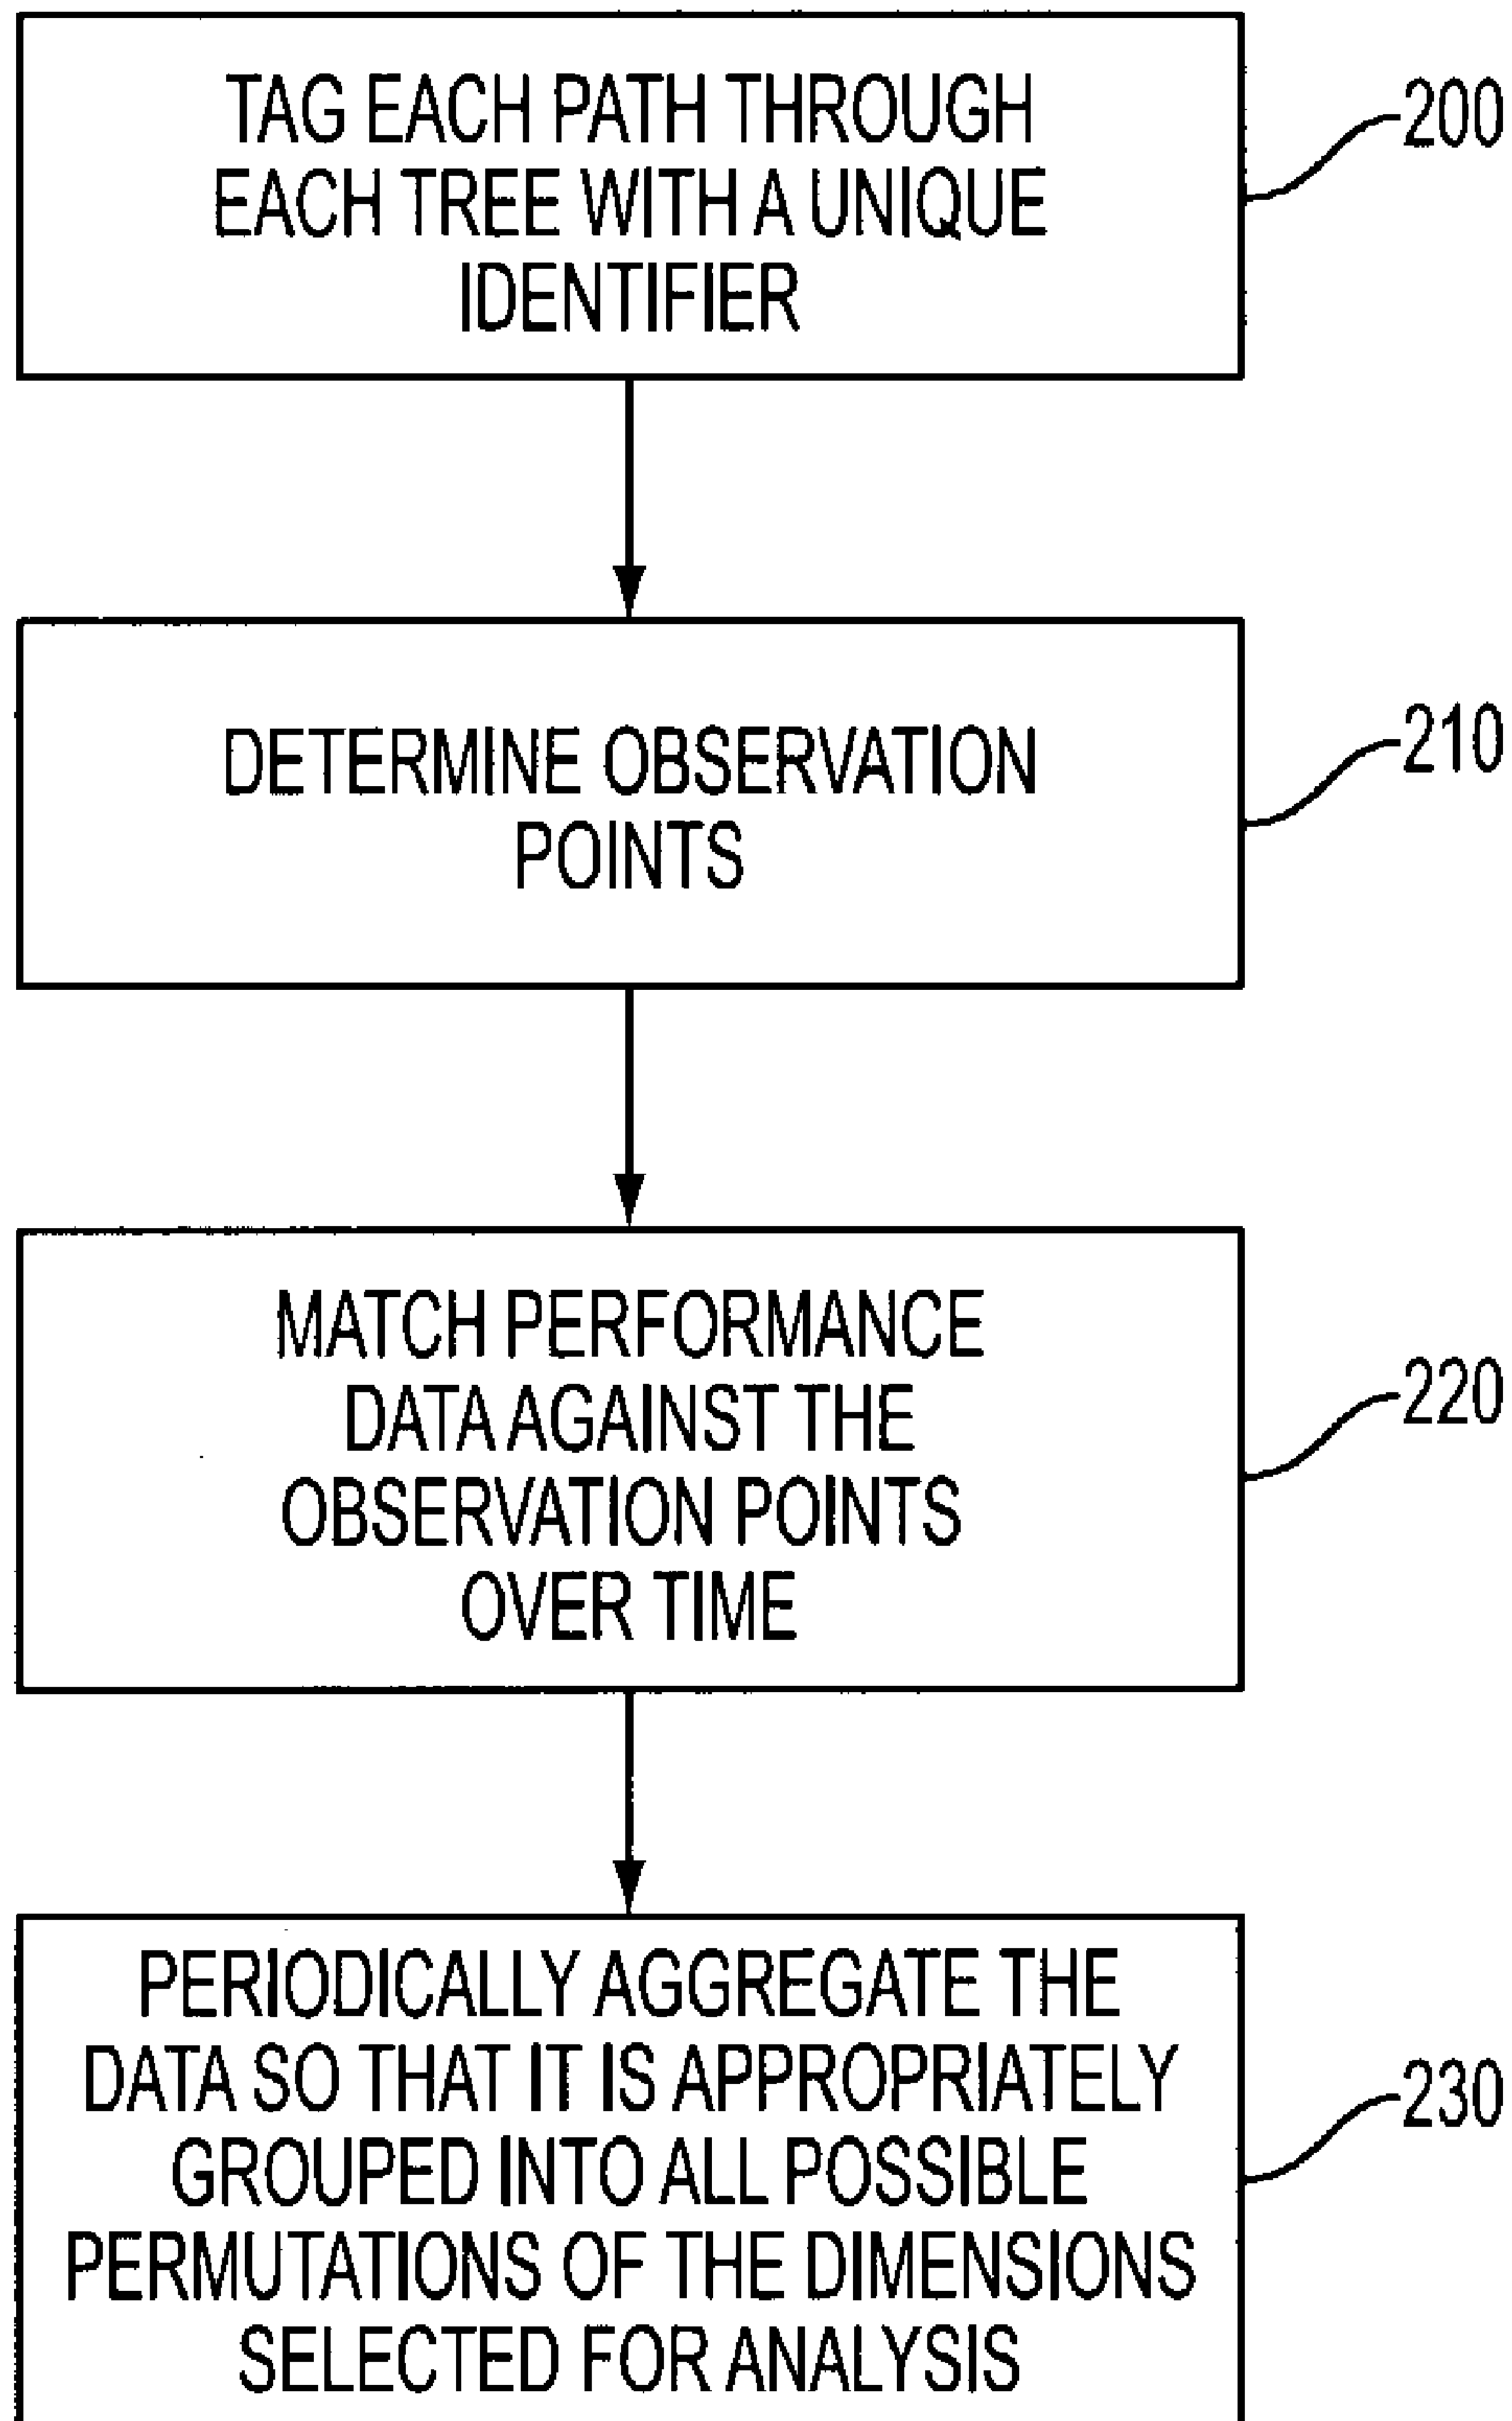 TAG EACH PATH THROUGH
EACH TREE WITH A UNIQUE
IDENTIFIER
200
DETERMINE OBSERVATION
POINTS
210
MATCH PERFORMANCE
DATA AGAINST THE
OBSERVATION POINTS
OVER TIME
220
PERIODICALLY AGGREGATE THE
DATA SO THAT IT IS APPROPRIATELY
GROUPED INTO ALL POSSIBLE
PERMUTATIONS OF THE DIMENSIONS
SELECTED FOR ANALYSIS
230